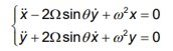 ẍ − 2Ω sin θẏ + ω²x = 0
ÿ + 2Ω sin θẋ + ω²y = 0